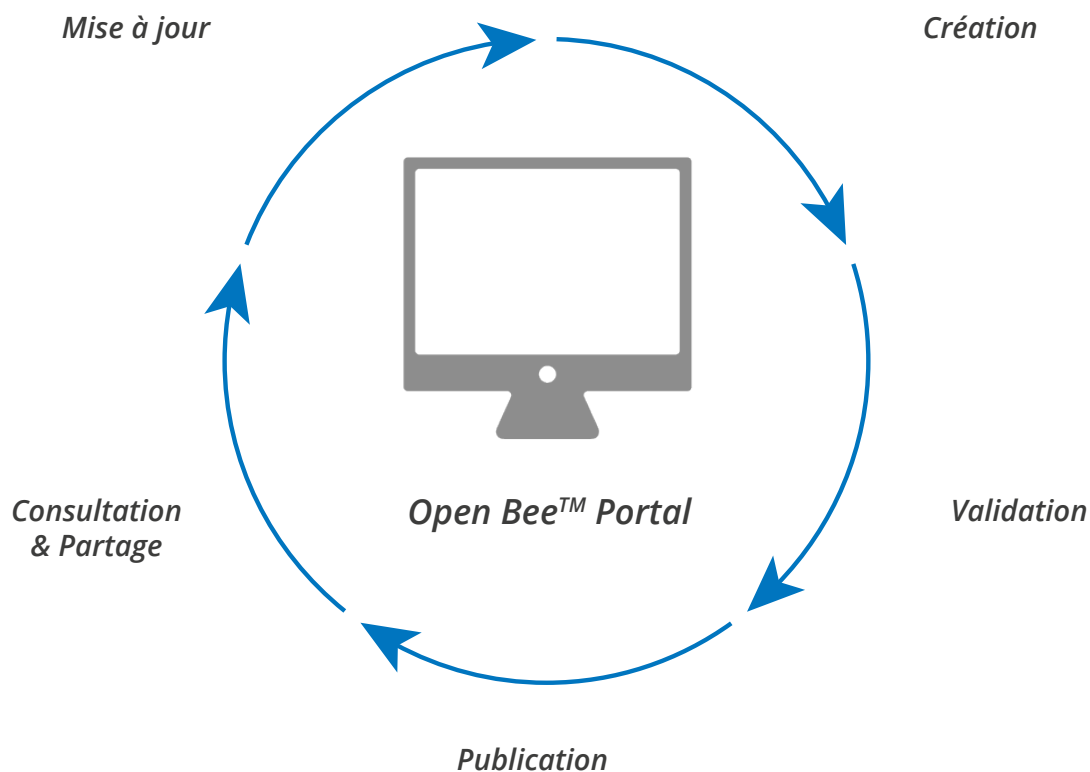 Mise à jour
Création
Consultation
& Partage
Open Bee™ Portal
Validation
Publication